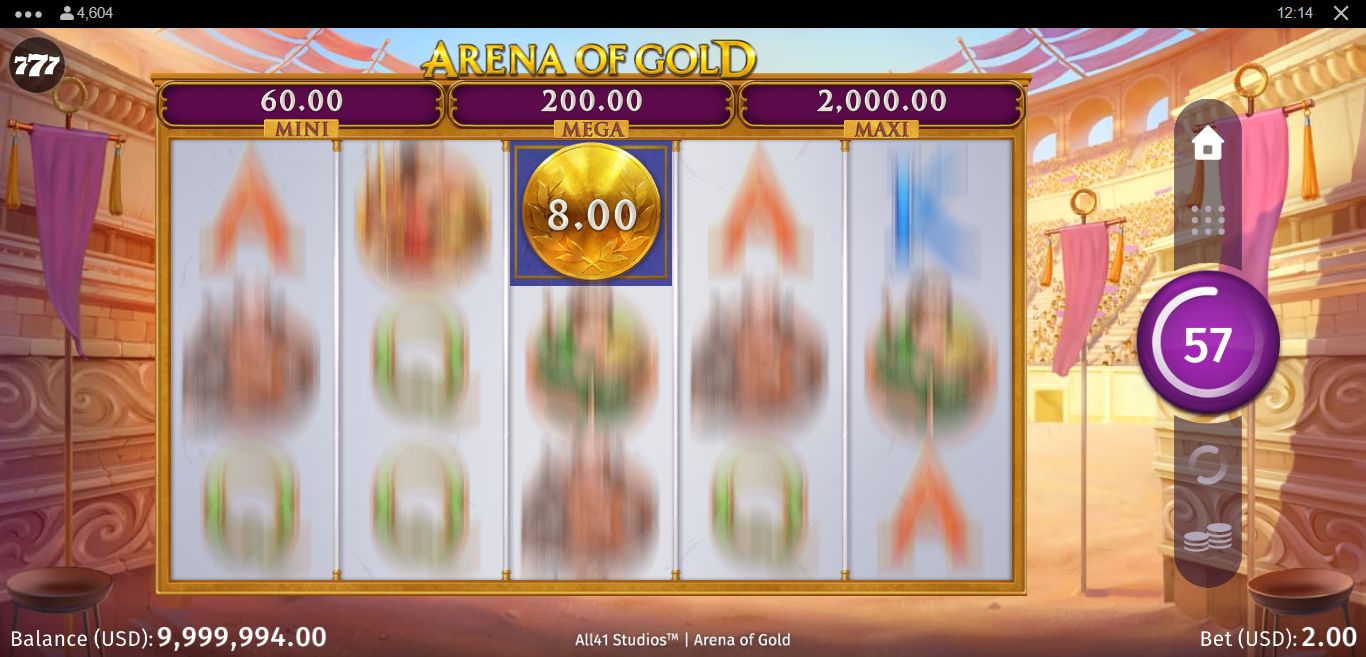 4,604
12:14
777
ARENA OF GOLD
60.00
200.00
2,000.00
MINI
MEGA
MAXI
A
A
K
8.00
57
Q
Q
Q
Q
A
Balance (USD): 9,999,994.00
All41 Studios™ | Arena of Gold
Bet (USD): 2.00